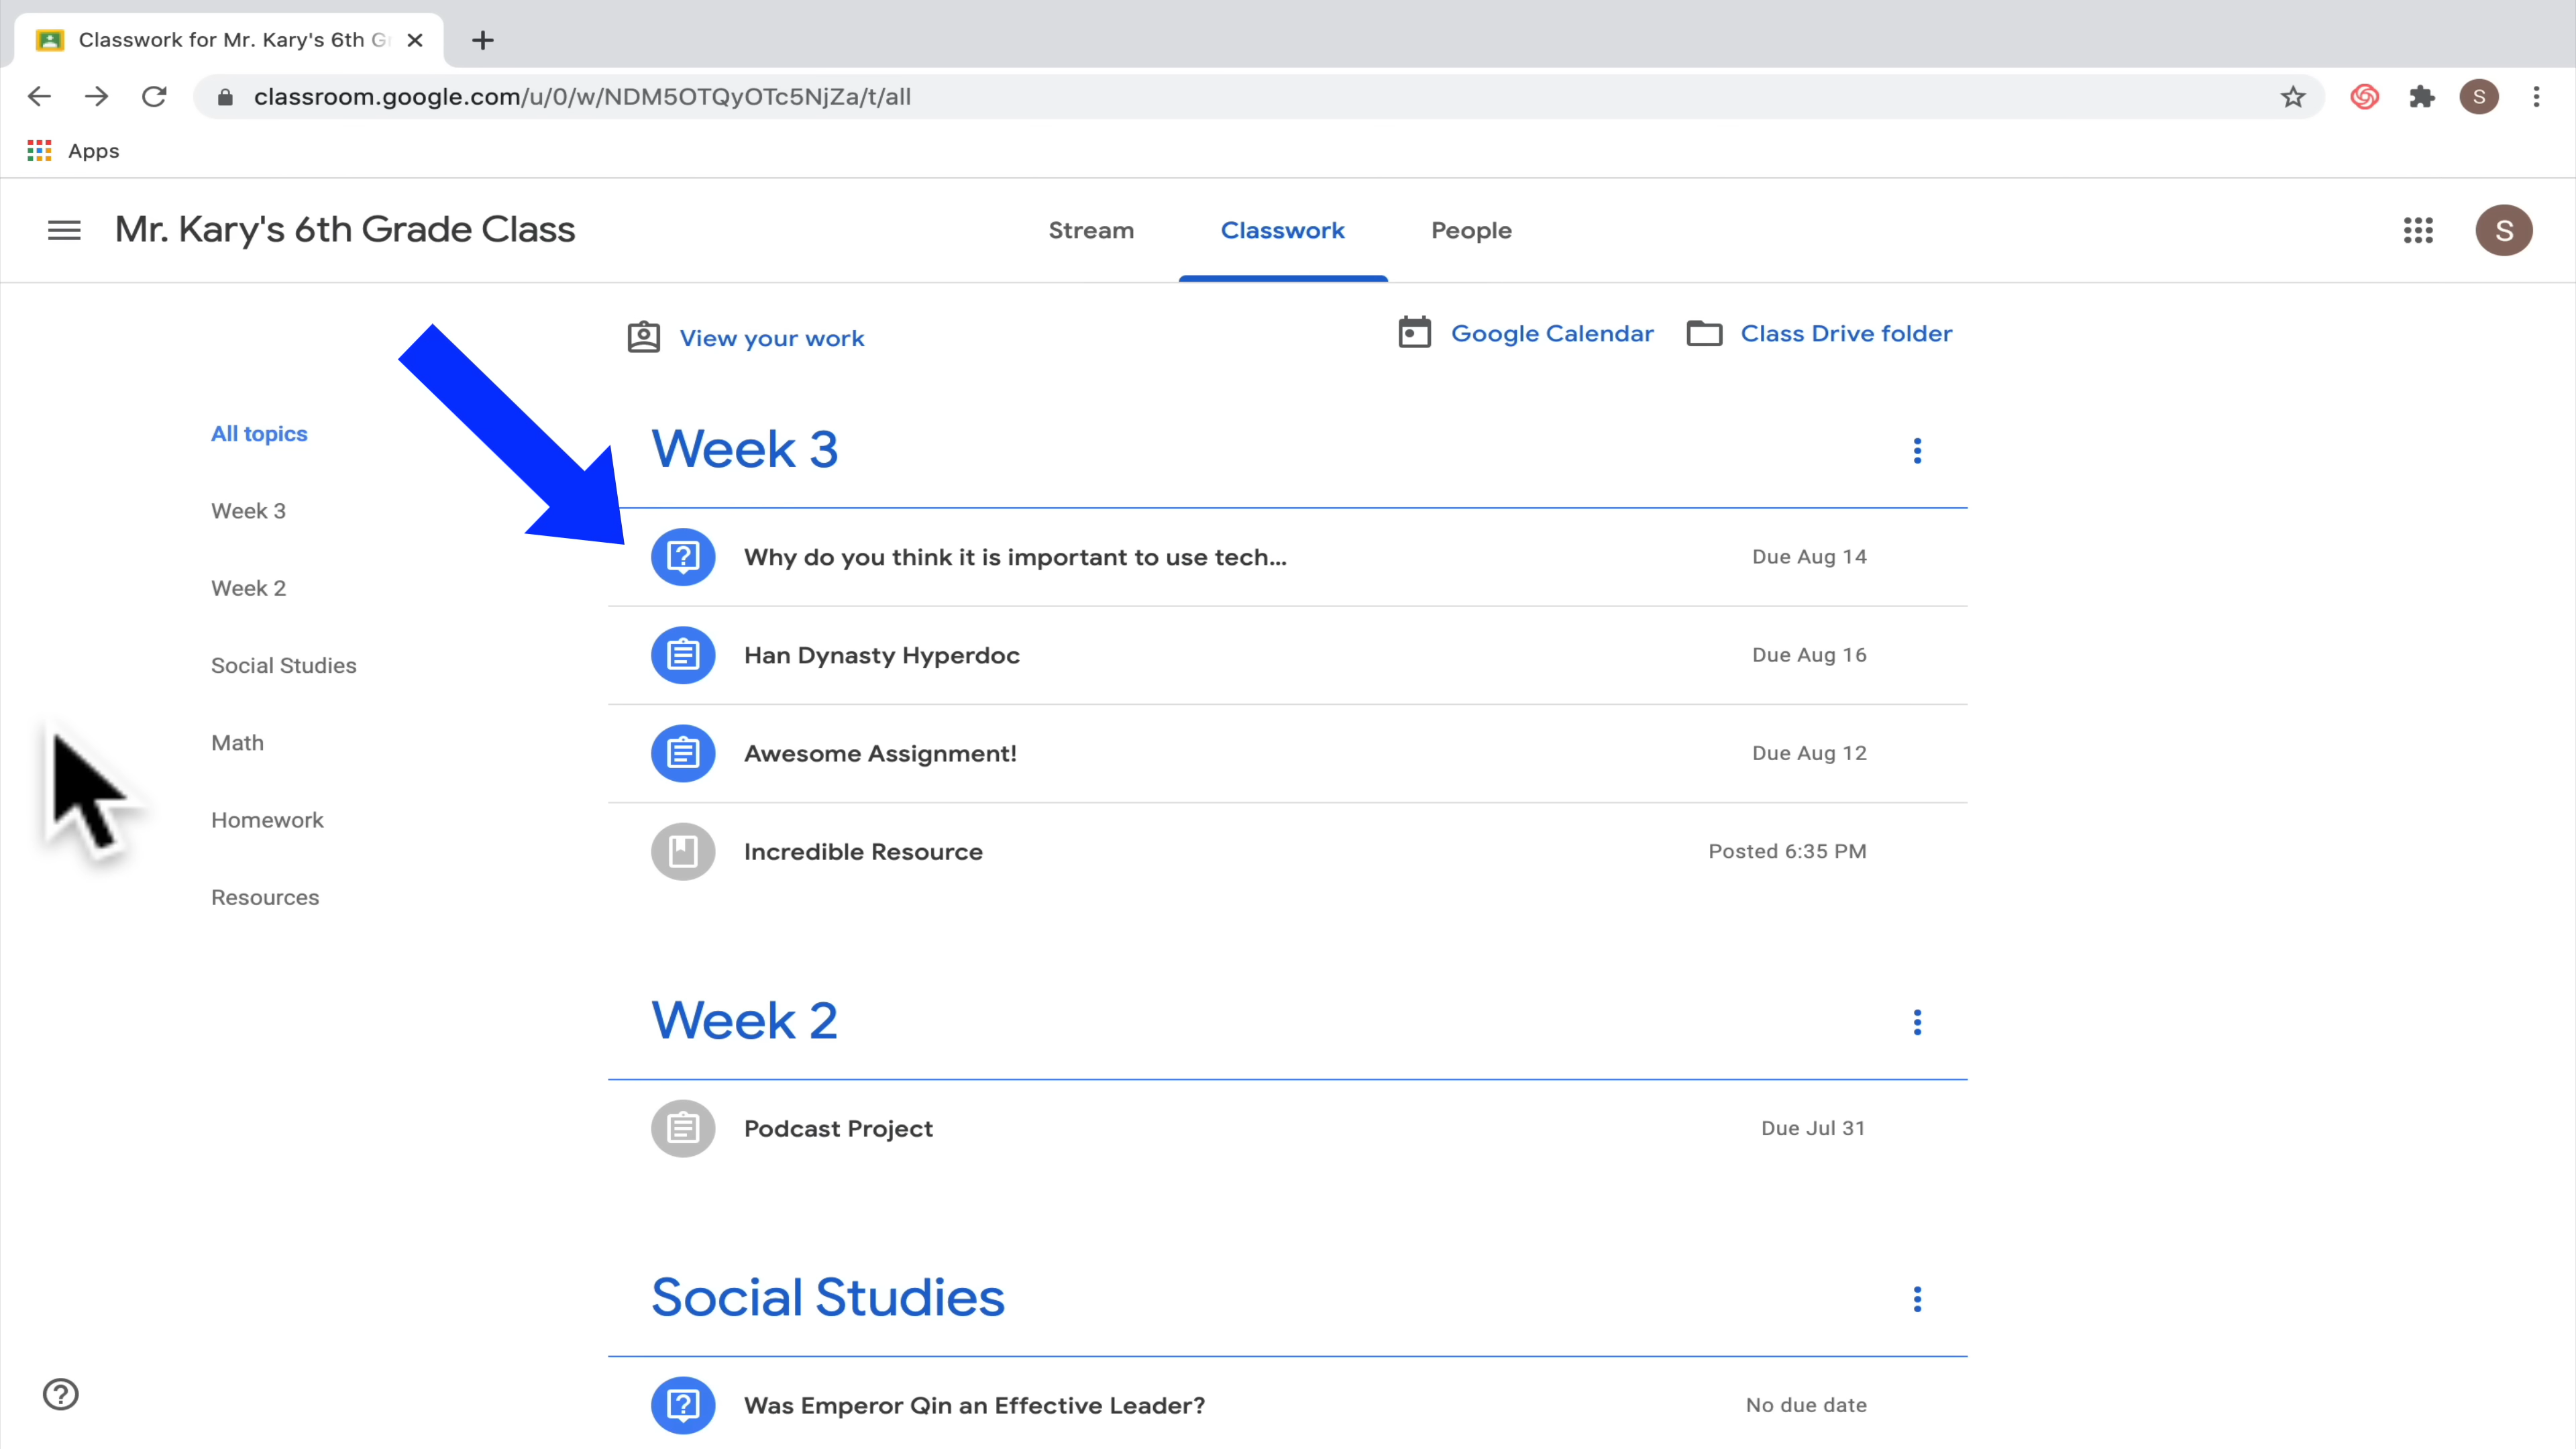 Classwork for Mr. Kary's 6th G
classroom.google.com/u/0/w/NDM5OTQyOTc5NjZa/t/all
S
Apps
Mr. Kary's 6th Grade Class
Stream
Classwork
People
S
View your work
Google Calendar
Class Drive folder
All topics
Week 3
Week 2
Social Studies
Math
Homework
Resources
Week 3
Why do you think it is important to use tech...
Due Aug 14
Han Dynasty Hyperdoc
Due Aug 16
Awesome Assignment!
Due Aug 12
Incredible Resource
Posted 6:35 PM
Week 2
Podcast Project
Due Jul 31
Social Studies
Was Emperor Qin an Effective Leader?
No due date